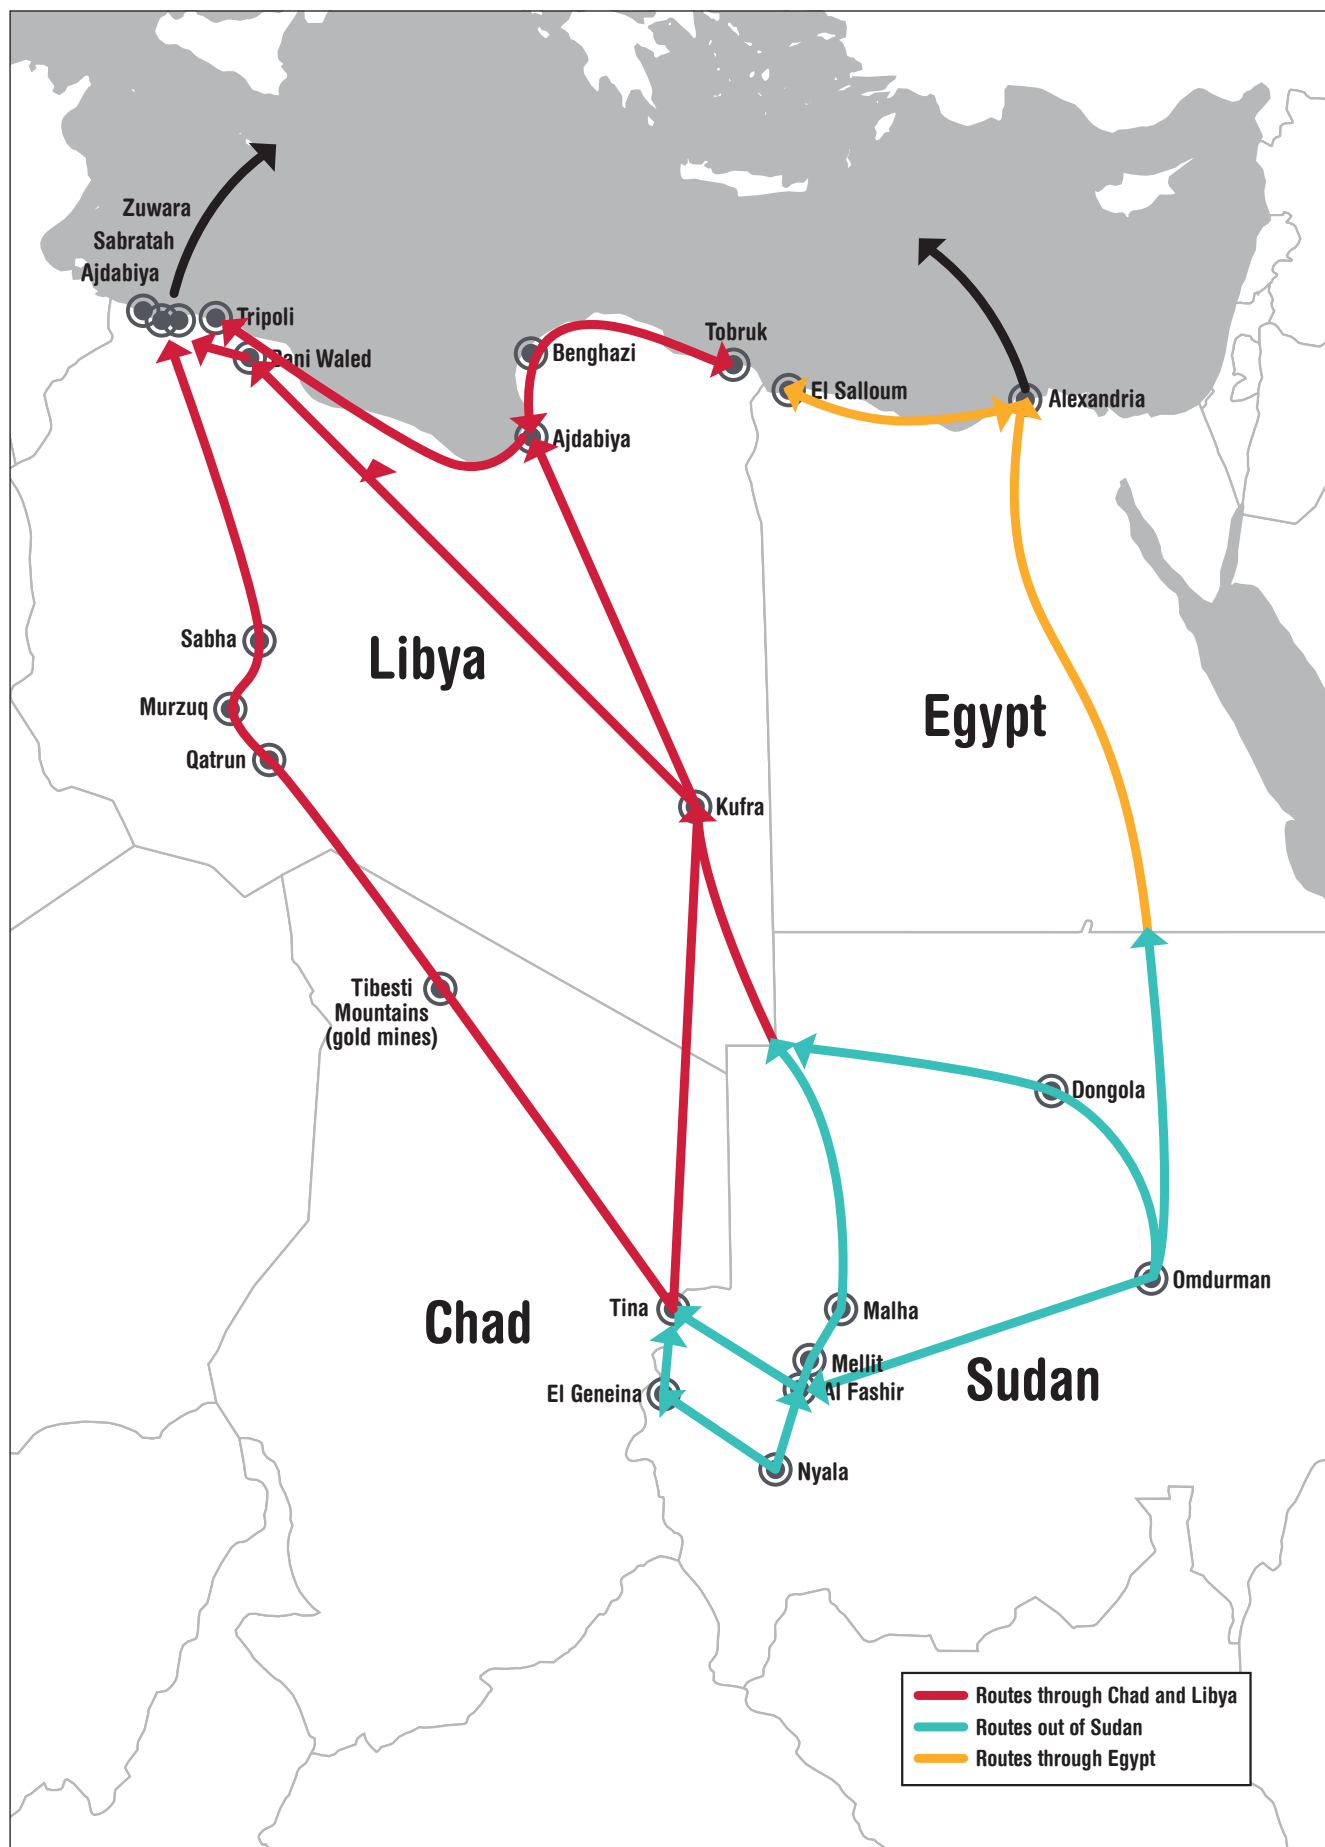 Zuwara
Sabratah
Ajdabiya
Tripoli
Bani Waled
Benghazi
Tobruk
El Salloum
Alexandria
Ajdabiya
Sabha
Libya
Murzuq
Egypt
Qatrun
Kufra
Tibesti
Mountains
(gold mines)
Dongola
Omdurman
Tina
Malha
Chad
Mellit
Sudan
El Geneina
Al Fashir
Nyala
Routes through Chad and Libya
Routes out of Sudan
Routes through Egypt